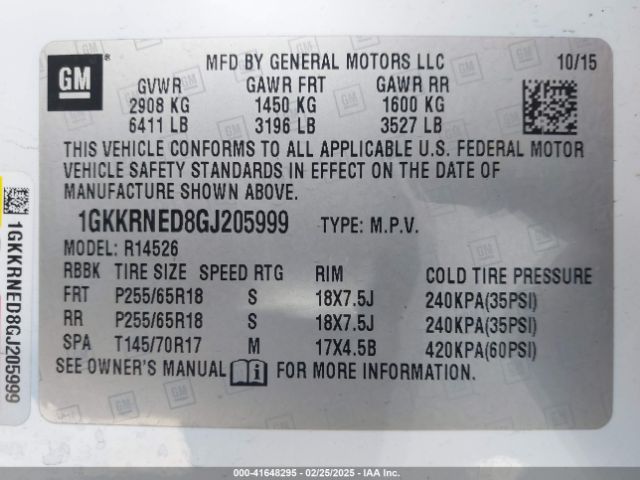 GM
MFD BY GENERAL MOTORS LLC 10/15
GVWR GAWR FRT GAWR RR
2908 KG 1450 KG 1600 KG
6411 LB 3196 LB 3527 LB
THIS VEHICLE CONFORMS TO ALL APPLICABLE U.S. FEDERAL MOTOR
VEHICLE SAFETY STANDARDS IN EFFECT ON THE DATE OF
MANUFACTURE SHOWN ABOVE.
1GKKRNED8GJ205999 TYPE: M.P.V.
MODEL: R14526
RBBK TIRE SIZE SPEED RTG RIM COLD TIRE PRESSURE
FRT P255/65R18 S 18X7.5J 240KPA(35PSI)
RR P255/65R18 S 18X7.5J 240KPA(35PSI)
SPA T145/70R17 M 17X4.5B 420KPA(60PSI)
SEE OWNER'S MANUAL FOR MORE INFORMATION.
1GKKRNED8GJ205999
000-41648295 - 02/25/2025 - IAA Inc.